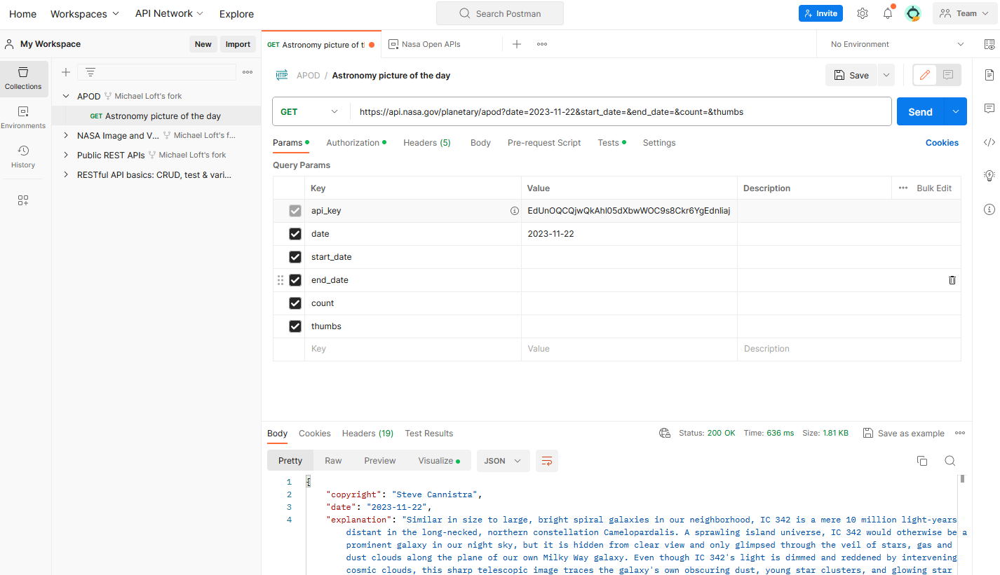 Home Workspaces API Network Explore Search Postman Invite Team
My Workspace New Import GET Astronomy picture of t Nasa Open APIs No Environment
Collections
Environments
History
APOD Michael Loft's fork
GET Astronomy picture of the day
NASA Image and V... Michael Loft's f...
Public REST APIs Michael Loft's fork
RESTful API basics: CRUD, test & vari...
HTTP APOD / Astronomy picture of the day Save
GET https://api.nasa.gov/planetary/apod?date=2023-11-22&start_date=&end_date=&count=&thumbs Send
Params Authorization Headers (5) Body Pre-request Script Tests Settings Cookies
Query Params
Key Value Description Bulk Edit
api_key EdUnOQCQjwQkAhl05dXbwWOC9s8Ckr6YgEdnIiaj
date 2023-11-22
start_date
end_date
count
thumbs
Key Value Description
Body Cookies Headers (19) Test Results Status: 200 OK Time: 636 ms Size: 1.81 KB Save as example
Pretty Raw Preview Visualize JSON
1 {
2 "copyright": "Steve Cannistra",
3 "date": "2023-11-22",
4 "explanation": "Similar in size to large, bright spiral galaxies in our neighborhood, IC 342 is a mere 10 million light-years
distant in the long-necked, northern constellation Camelopardalis. A sprawling island universe, IC 342 would otherwise be a
prominent galaxy in our night sky, but it is hidden from clear view and only glimpsed through the veil of stars, gas and
dust clouds along the plane of our own Milky Way galaxy. Even though IC 342's light is dimmed and reddened by intervening
cosmic clouds, this sharp telescopic image traces the galaxy's own obscuring dust, young star clusters, and glowing star